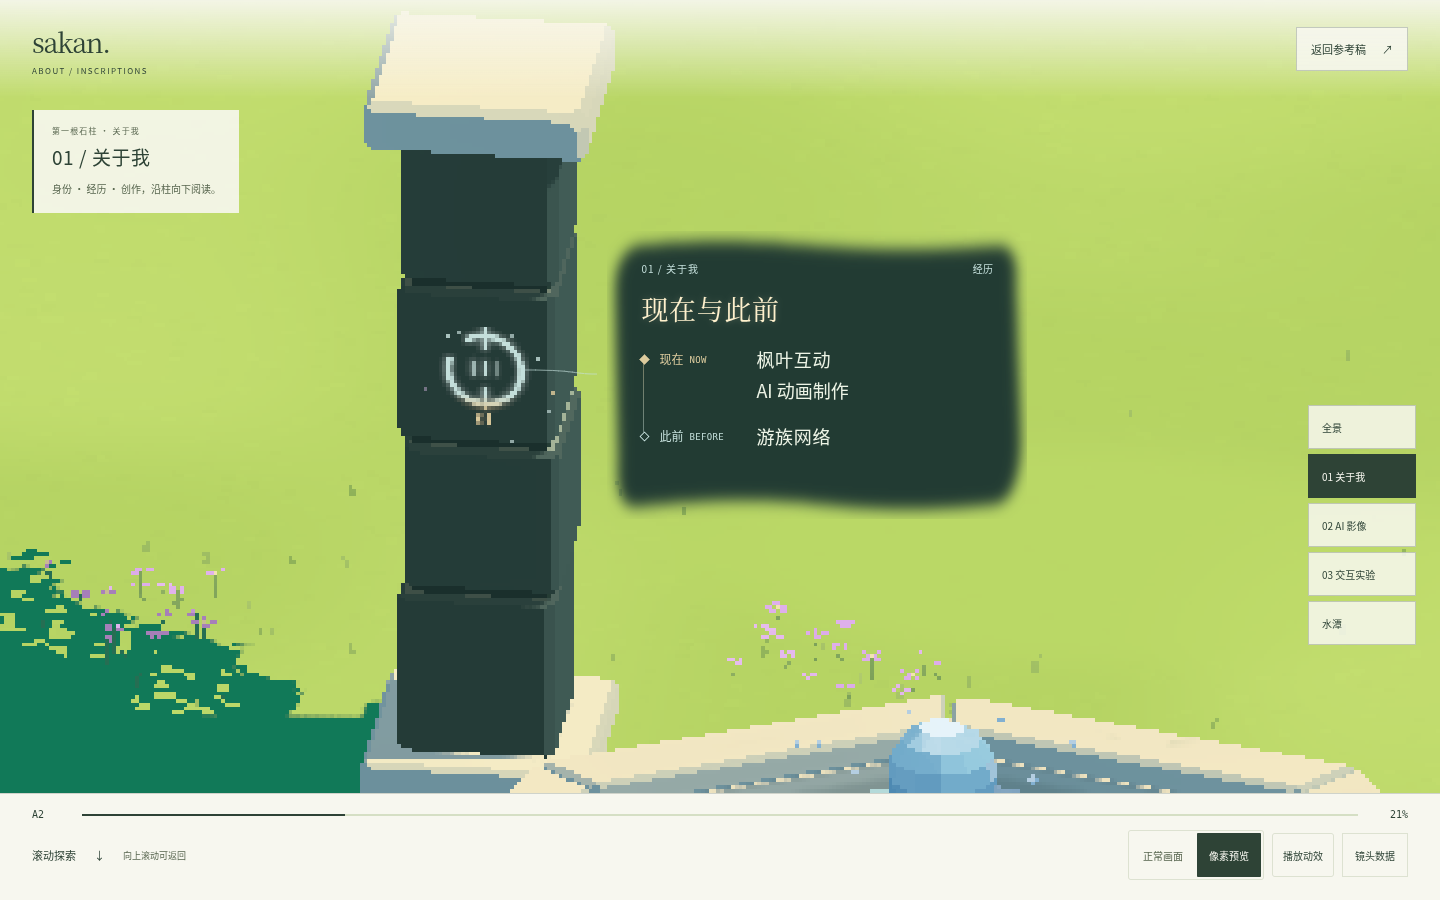 sakan.
ABOUT / INSCRIPTIONS
返回参考稿 ↗
第一根石柱 · 关于我
01 / 关于我
身份 · 经历 · 创作，沿柱向下阅读。
01 / 关于我
经历
现在与此前
现在 NOW
枫叶互动
AI 动画制作
此前 BEFORE
游族网络
全景
01 关于我
02 AI 影像
03 交互实验
水潭
A2
21%
滚动探索 ↓
向上滚动可返回
正常画面
像素预览
播放动效
镜头数据